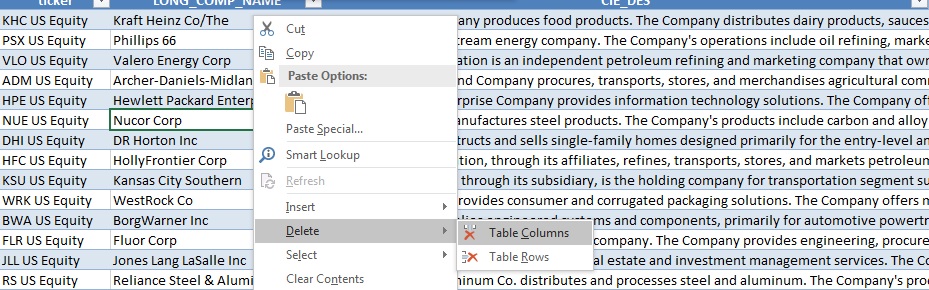 ticker LONG_COMP_NAME CIE_DES
KHC US Equity Kraft Heinz Co/The any produces food products. The Company distributes dairy products, sauces
PSX US Equity Phillips 66 ream energy company. The Company's operations include oil refining, marke
VLO US Equity Valero Energy Corp ation is an independent petroleum refining and marketing company that own
ADM US Equity Archer-Daniels-Midlan nd Company procures, transports, stores, and merchandises agricultural com
HPE US Equity Hewlett Packard Enterp rprise Company provides information technology solutions. The Company off
NUE US Equity Nucor Corp anufactures steel products. The Company's products include carbon and alloy
DHI US Equity DR Horton Inc tructs and sells single-family homes designed primarily for the entry-level an
HFC US Equity HollyFrontier Corp tion, through its affiliates, refines, transports, stores, and markets petroleum
KSU US Equity Kansas City Southern through its subsidiary, is the holding company for transportation segment su
WRK US Equity WestRock Co rovides consumer and corrugated packaging solutions. The Company offers m
BWA US Equity BorgWarner Inc engineered systems and components, primarily for automotive powertr
FLR US Equity Fluor Corp company. The Company provides engineering, procure
JLL US Equity Jones Lang LaSalle Inc al estate and investment management services. The Co
RS US Equity Reliance Steel & Alumi inum Co. distributes and processes steel and aluminum. The Company's proc
Cut
Copy
Paste Options:
Paste Special...
Smart Lookup
Refresh
Insert
Delete
Select
Clear Contents
Table Columns
Table Rows